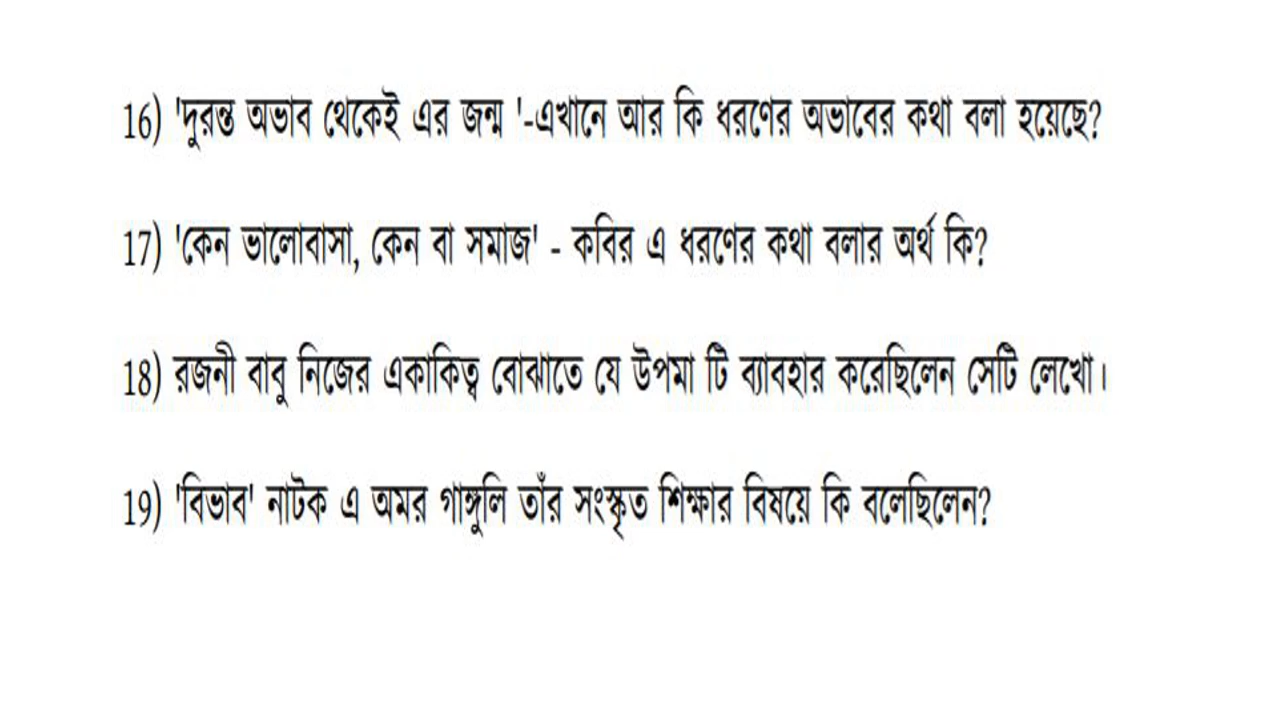 16) 'দুরন্ত অভাব থেকেই এর জন্ম '-এখানে আর কি ধরণের অভাবের কথা বলা হয়েছে?
17) 'কেন ভালোবাসা, কেন বা সমাজ' - কবির এ ধরণের কথা বলার অর্থ কি?
18) রজনী বাবু নিজের একাকিত্ব বোঝাতে যে উপমা টি ব্যাবহার করেছিলেন সেটি লেখো।
19) 'বিভাব' নাটক এ অমর গাঙ্গুলি তাঁর সংস্কৃত শিক্ষার বিষয়ে কি বলেছিলেন?